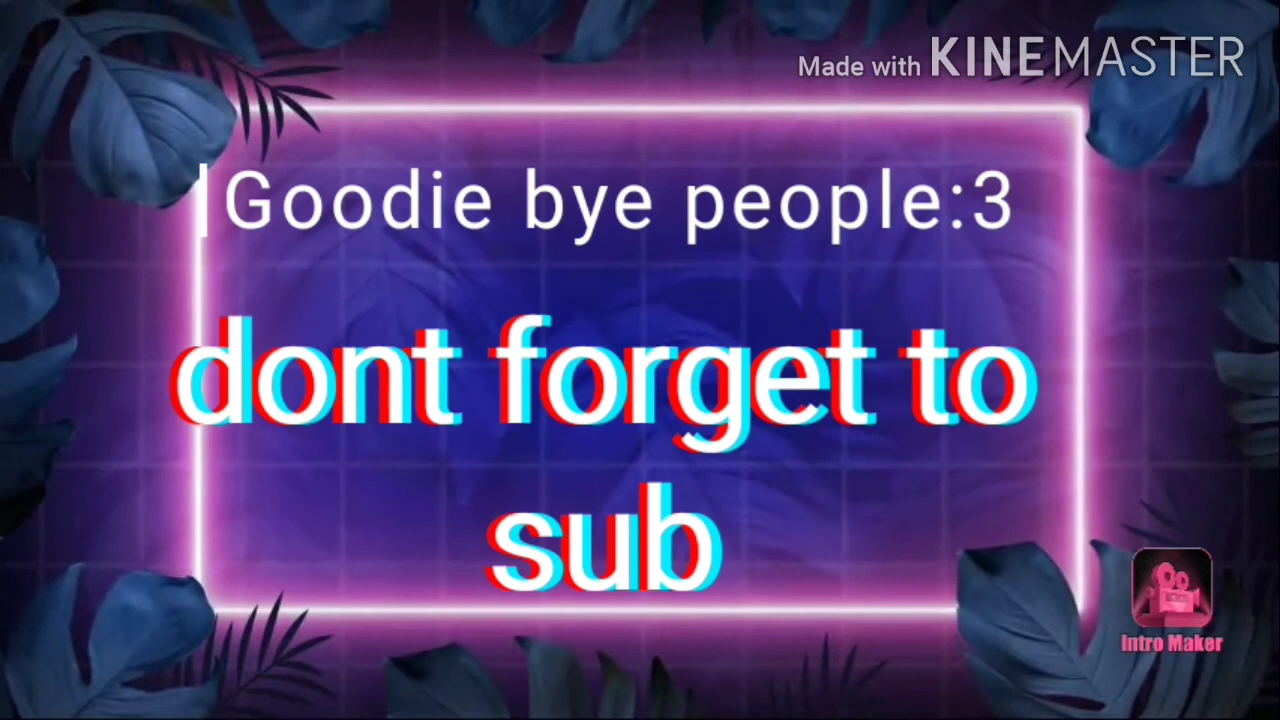 Made with KINEMASTER
|Goodie bye people:3
dont forget to
sub
Intro Maker